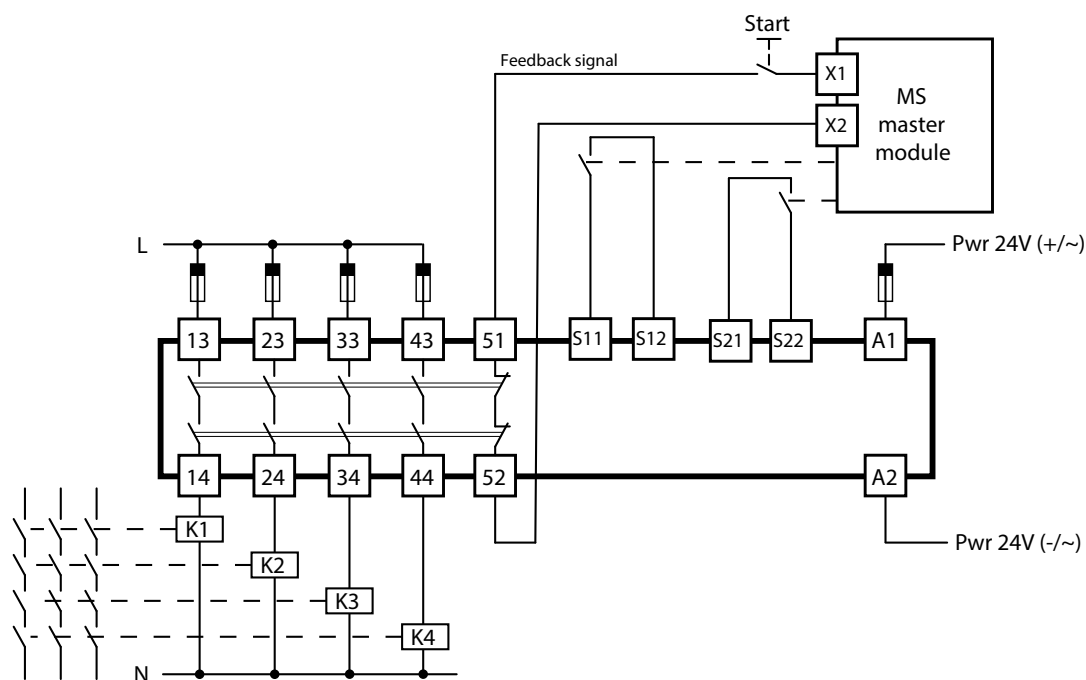 Start
Feedback signal
X1
MS
master
module
X2
L
Pwr 24V (+/~)
13
23
33
43
51
S11
S12
S21
S22
A1
14
24
34
44
52
A2
K1
K2
K3
K4
Pwr 24V (-/~)
N